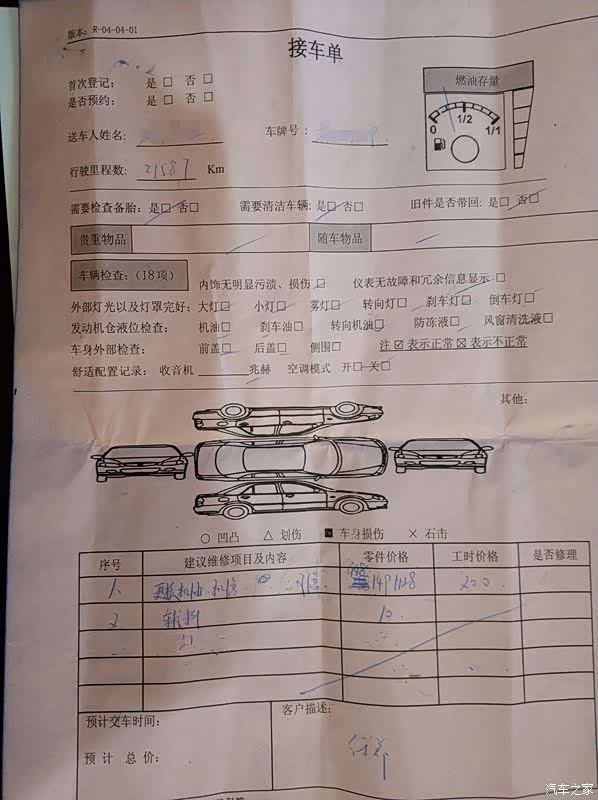 版本：R-04-04-01
接车单
首次登记： 是□ 否□
是否预约： 是□ 否□
燃油存量
0 1/2 1/1
送车人姓名： 车牌号：
行驶里程数：21587 Km
需要检查备胎：是□ 否□ 需要清洁车辆：是□ 否□ 旧件是否带回：是□ 否□
贵重物品 随车物品
车辆检查：（18项） 内饰无明显污渍、损伤□ 仪表无故障和冗余信息显示□
外部灯光以及灯罩完好：大灯□ 小灯□ 雾灯□ 转向灯□ 刹车灯□ 倒车灯□
发动机仓液位检查： 机油□ 刹车油□ 转向机油□ 防冻液□ 风窗清洗液□
车身外部检查： 前盖□ 后盖□ 侧围□ 注☑表示正常☒表示不正常
舒适配置记录： 收音机 兆赫 空调模式 开□ 关□
其他：
○ 凹凸 △ 划伤 ■ 车身损伤 × 石击
序号 建议维修项目及内容 零件价格 工时价格 是否修理
1、 更换机油、机滤 200
2 辅料 10
预计交车时间： 客户描述：
预计 总价：
汽车之家